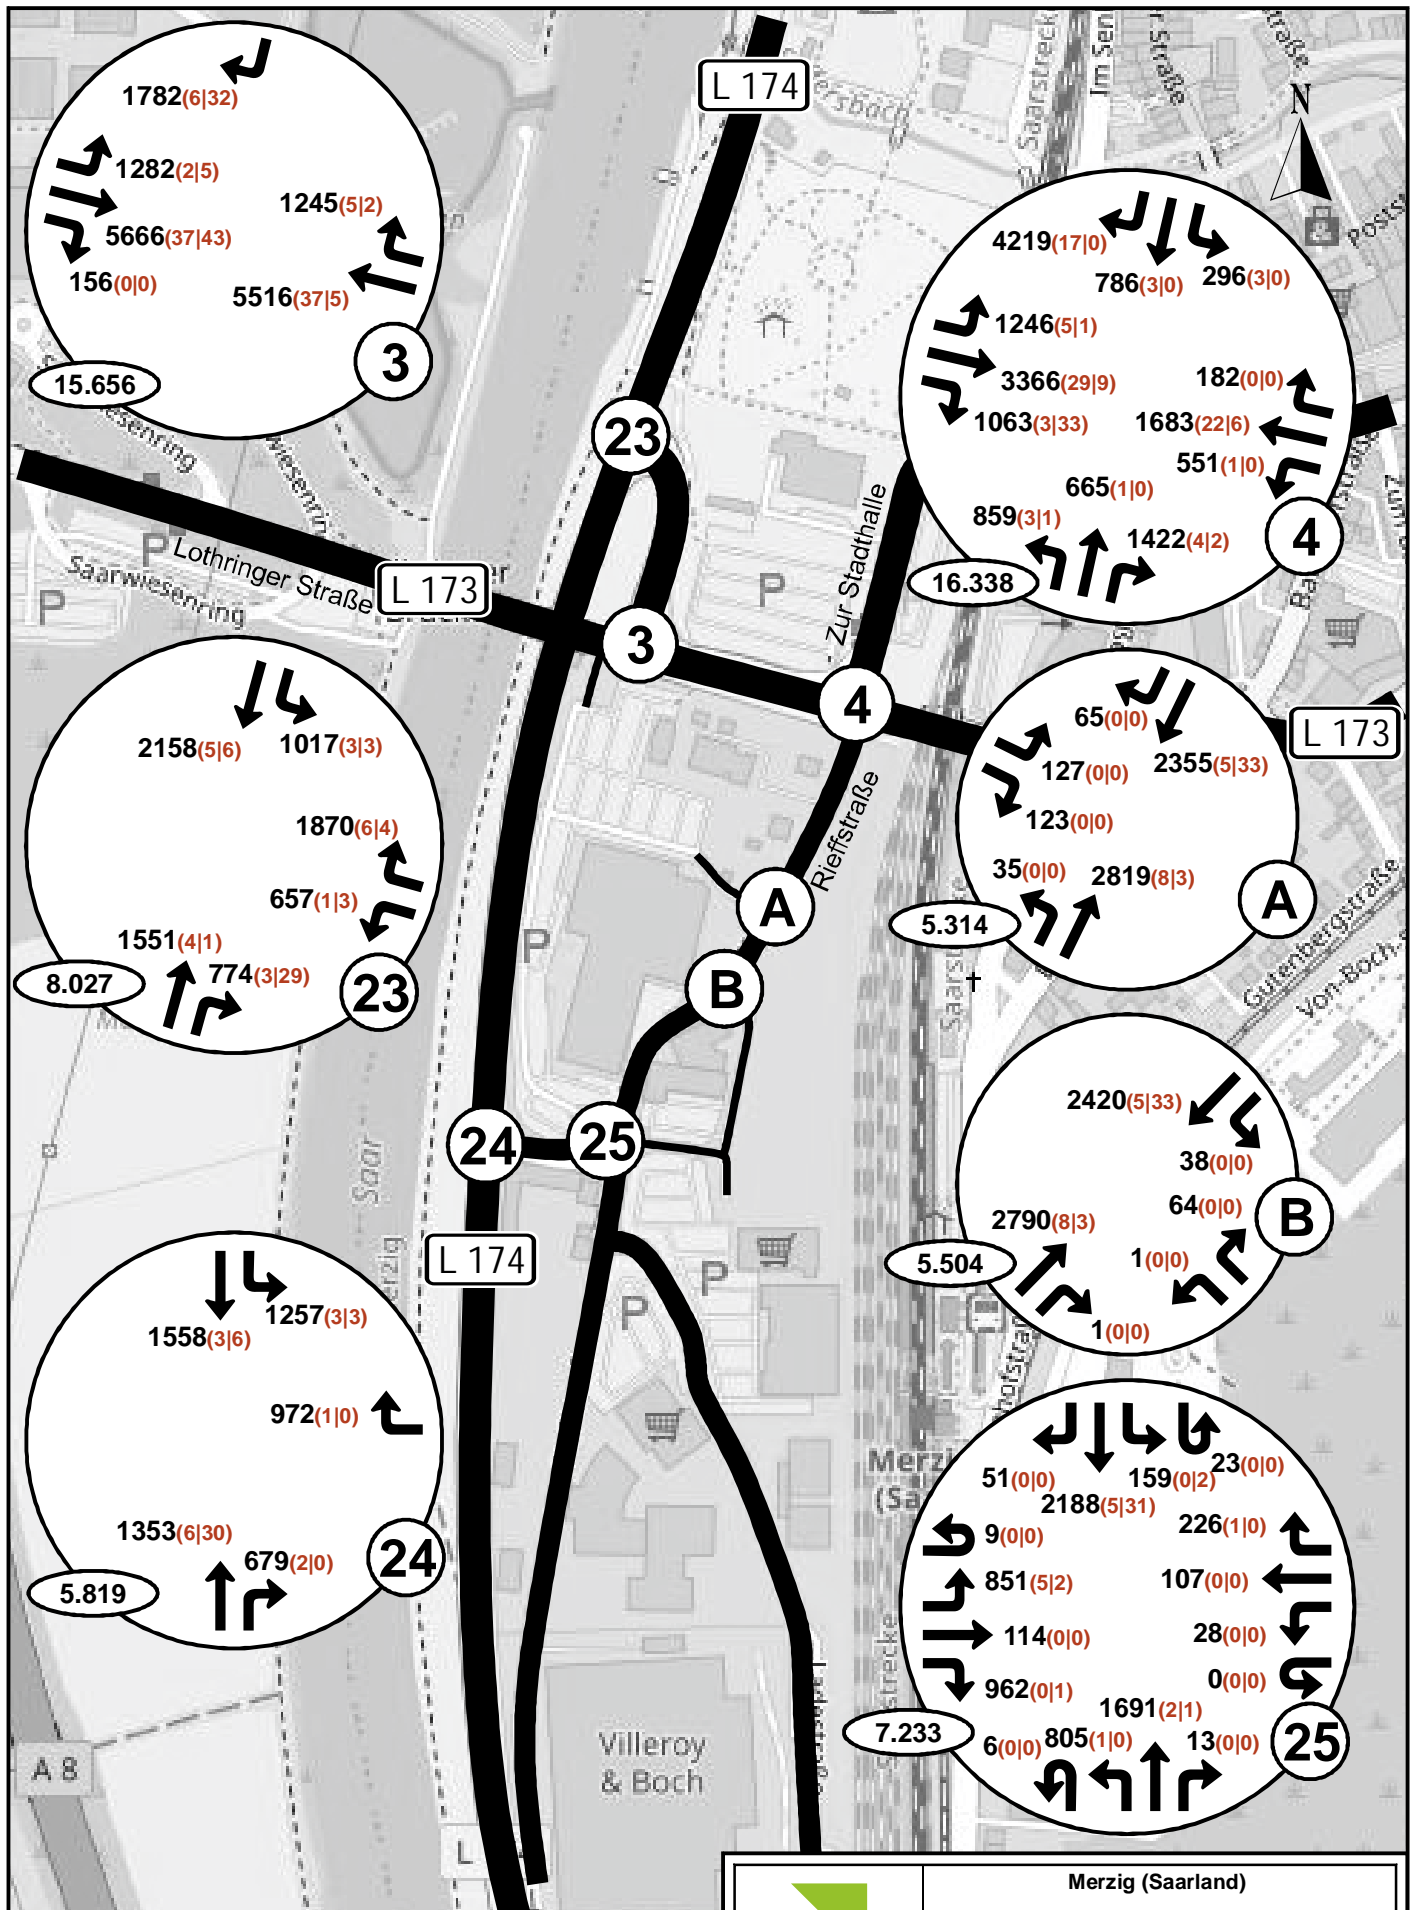 L 174
N
1782(6|32)
1282(2|5)
5666(37|43)
156(0|0)
1245(5|2)
5516(37|5)
3
15.656
4219(17|0)
786(3|0)
296(3|0)
1246(5|1)
3366(29|9)
1063(3|33)
182(0|0)
1683(22|6)
551(1|0)
665(1|0)
859(3|1)
1422(4|2)
4
16.338
Saarstrecke
Im Sen
Posts
P
Lothringer Straße
Saarwiesenring
P
L 173
23
3
4
P
Zur Stadthalle
Rieffstraße
L 173
2158(5|6)
1017(3|3)
1870(6|4)
657(1|3)
1551(4|1)
774(3|29)
23
8.027
65(0|0)
2355(5|33)
127(0|0)
123(0|0)
35(0|0)
2819(8|3)
A
5.314
A
B
P
Gutenbergstraße
Von-Boch-
24
25
Saar
L 174
2420(5|33)
38(0|0)
64(0|0)
2790(8|3)
1(0|0)
1(0|0)
B
5.504
P
P
1558(3|6)
1257(3|3)
972(1|0)
1353(6|30)
679(2|0)
24
5.819
51(0|0)
2188(5|31)
159(0|2)
23(0|0)
9(0|0)
851(5|2)
114(0|0)
962(0|1)
226(1|0)
107(0|0)
28(0|0)
0(0|0)
6(0|0)
805(1|0)
1691(2|1)
13(0|0)
25
7.233
A 8
Villeroy
& Boch
L
Merzig (Saarland)